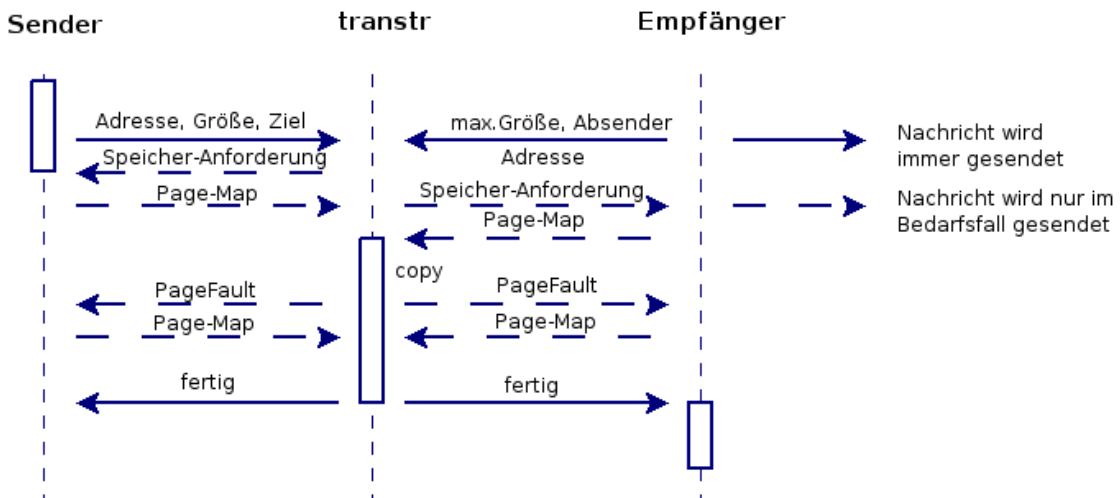 Sender
transtr
Empfänger
Adresse, Größe, Ziel
max.Größe, Absender
Adresse
Nachricht wird
immer gesendet
Speicher-Anforderung
Page-Map
Speicher-Anforderung
Nachricht wird nur im
Bedarfsfall gesendet
Page-Map
copy
PageFault
PageFault
Page-Map
Page-Map
fertig
fertig